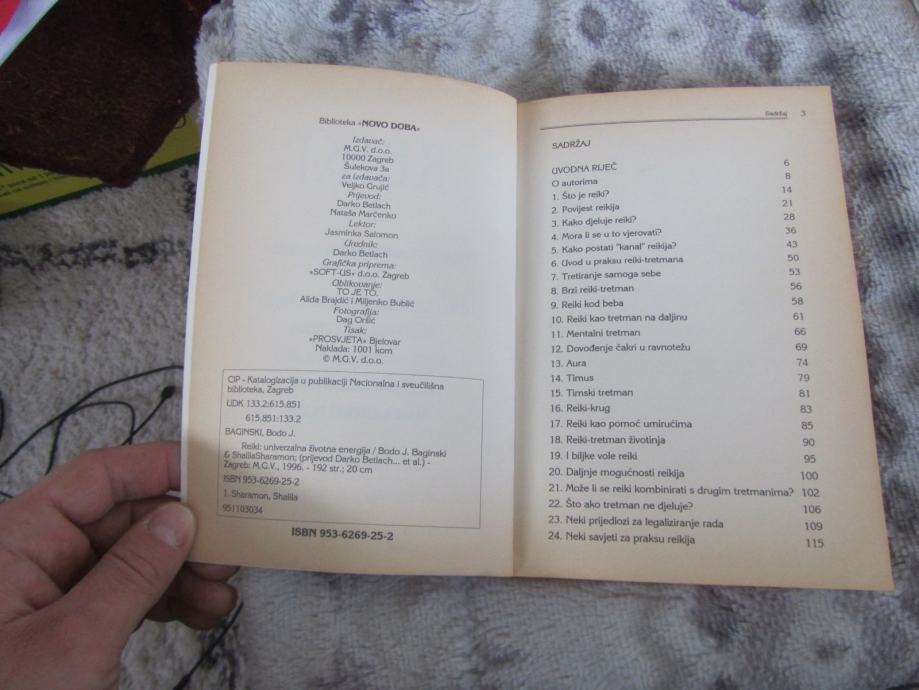 Biblioteka »NOVO DOBA«
Izdavač:
M.G.V. d.o.o.
10000 Zagreb
Šulekova 3a
za izdavača:
Veljko Grujić
Prijevod:
Darko Betlach
Nataša Marčenko
Lektor:
Jasminka Salomon
Urednik:
Darko Betlach
Grafička priprema:
»SOFT-US« d.o.o. Zagreb
Oblikovanje:
TO JE TO,
Alida Brajdić i Miljenko Bublić
Fotografija:
Dag Oršić
Tisak:
»PROSVJETA« Bjelovar
Naklada: 1001 kom
© M.G.V. d.o.o.
CIP - Katalogizacija u publikaciji Nacionalna i sveučilišna
biblioteka, Zagreb
UDK 133.2:615.851
615.851:133.2
BAGINSKI, Bodo J.
Reiki: univerzalna životna energija / Bodo J. Baginski
& ShalilaSharamon; (prijevod Darko Betlach... et al.) -
Zagreb: M.G.V., 1996. - 192 str.; 20 cm
ISBN 953-6269-25-2
1. Sharamon, Shalila
951103034
ISBN 953-6269-25-2
Sadržaj 3
SADRŽAJ
UVODNA RIJEČ 6
O autorima 8
1. Što je reiki? 14
2. Povijest reikija 21
3. Kako djeluje reiki? 28
4. Mora li se u to vjerovati? 36
5. Kako postati "kanal" reikija? 43
6. Uvod u praksu reiki-tretmana 50
7. Tretiranje samoga sebe 53
8. Brzi reiki-tretman 56
9. Reiki kod beba 58
10. Reiki kao tretman na daljinu 61
11. Mentalni tretman 66
12. Dovođenje čakri u ravnotežu 69
13. Aura 74
14. Timus 79
15. Timski tretman 81
16. Reiki-krug 83
17. Reiki kao pomoć umirućima 85
18. Reiki-tretman životinja 90
19. I biljke vole reiki 95
20. Daljnje mogućnosti reikija 100
21. Može li se reiki kombinirati s drugim tretmanima? 102
22. Što ako tretman ne djeluje? 106
23. Neki prijedlozi za legaliziranje rada 109
24. Neki savjeti za praksu reikija 115